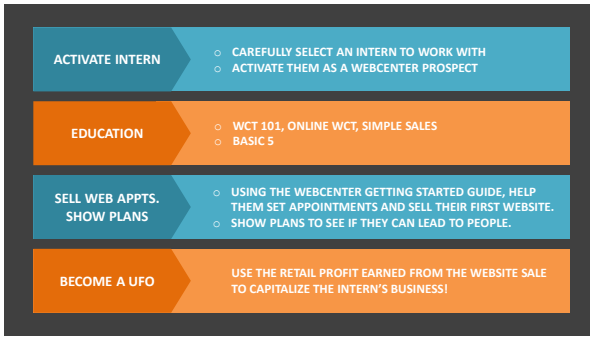 ACTIVATE INTERN
○ CAREFULLY SELECT AN INTERN TO WORK WITH
○ ACTIVATE THEM AS A WEBCENTER PROSPECT
EDUCATION
○ WCT 101, ONLINE WCT, SIMPLE SALES
○ BASIC 5
SELL WEB APPTS.
SHOW PLANS
○ USING THE WEBCENTER GETTING STARTED GUIDE, HELP
THEM SET APPOINTMENTS AND SELL THEIR FIRST WEBSITE.
○ SHOW PLANS TO SEE IF THEY CAN LEAD TO PEOPLE.
BECOME A UFO
USE THE RETAIL PROFIT EARNED FROM THE WEBSITE SALE
TO CAPITALIZE THE INTERN'S BUSINESS!